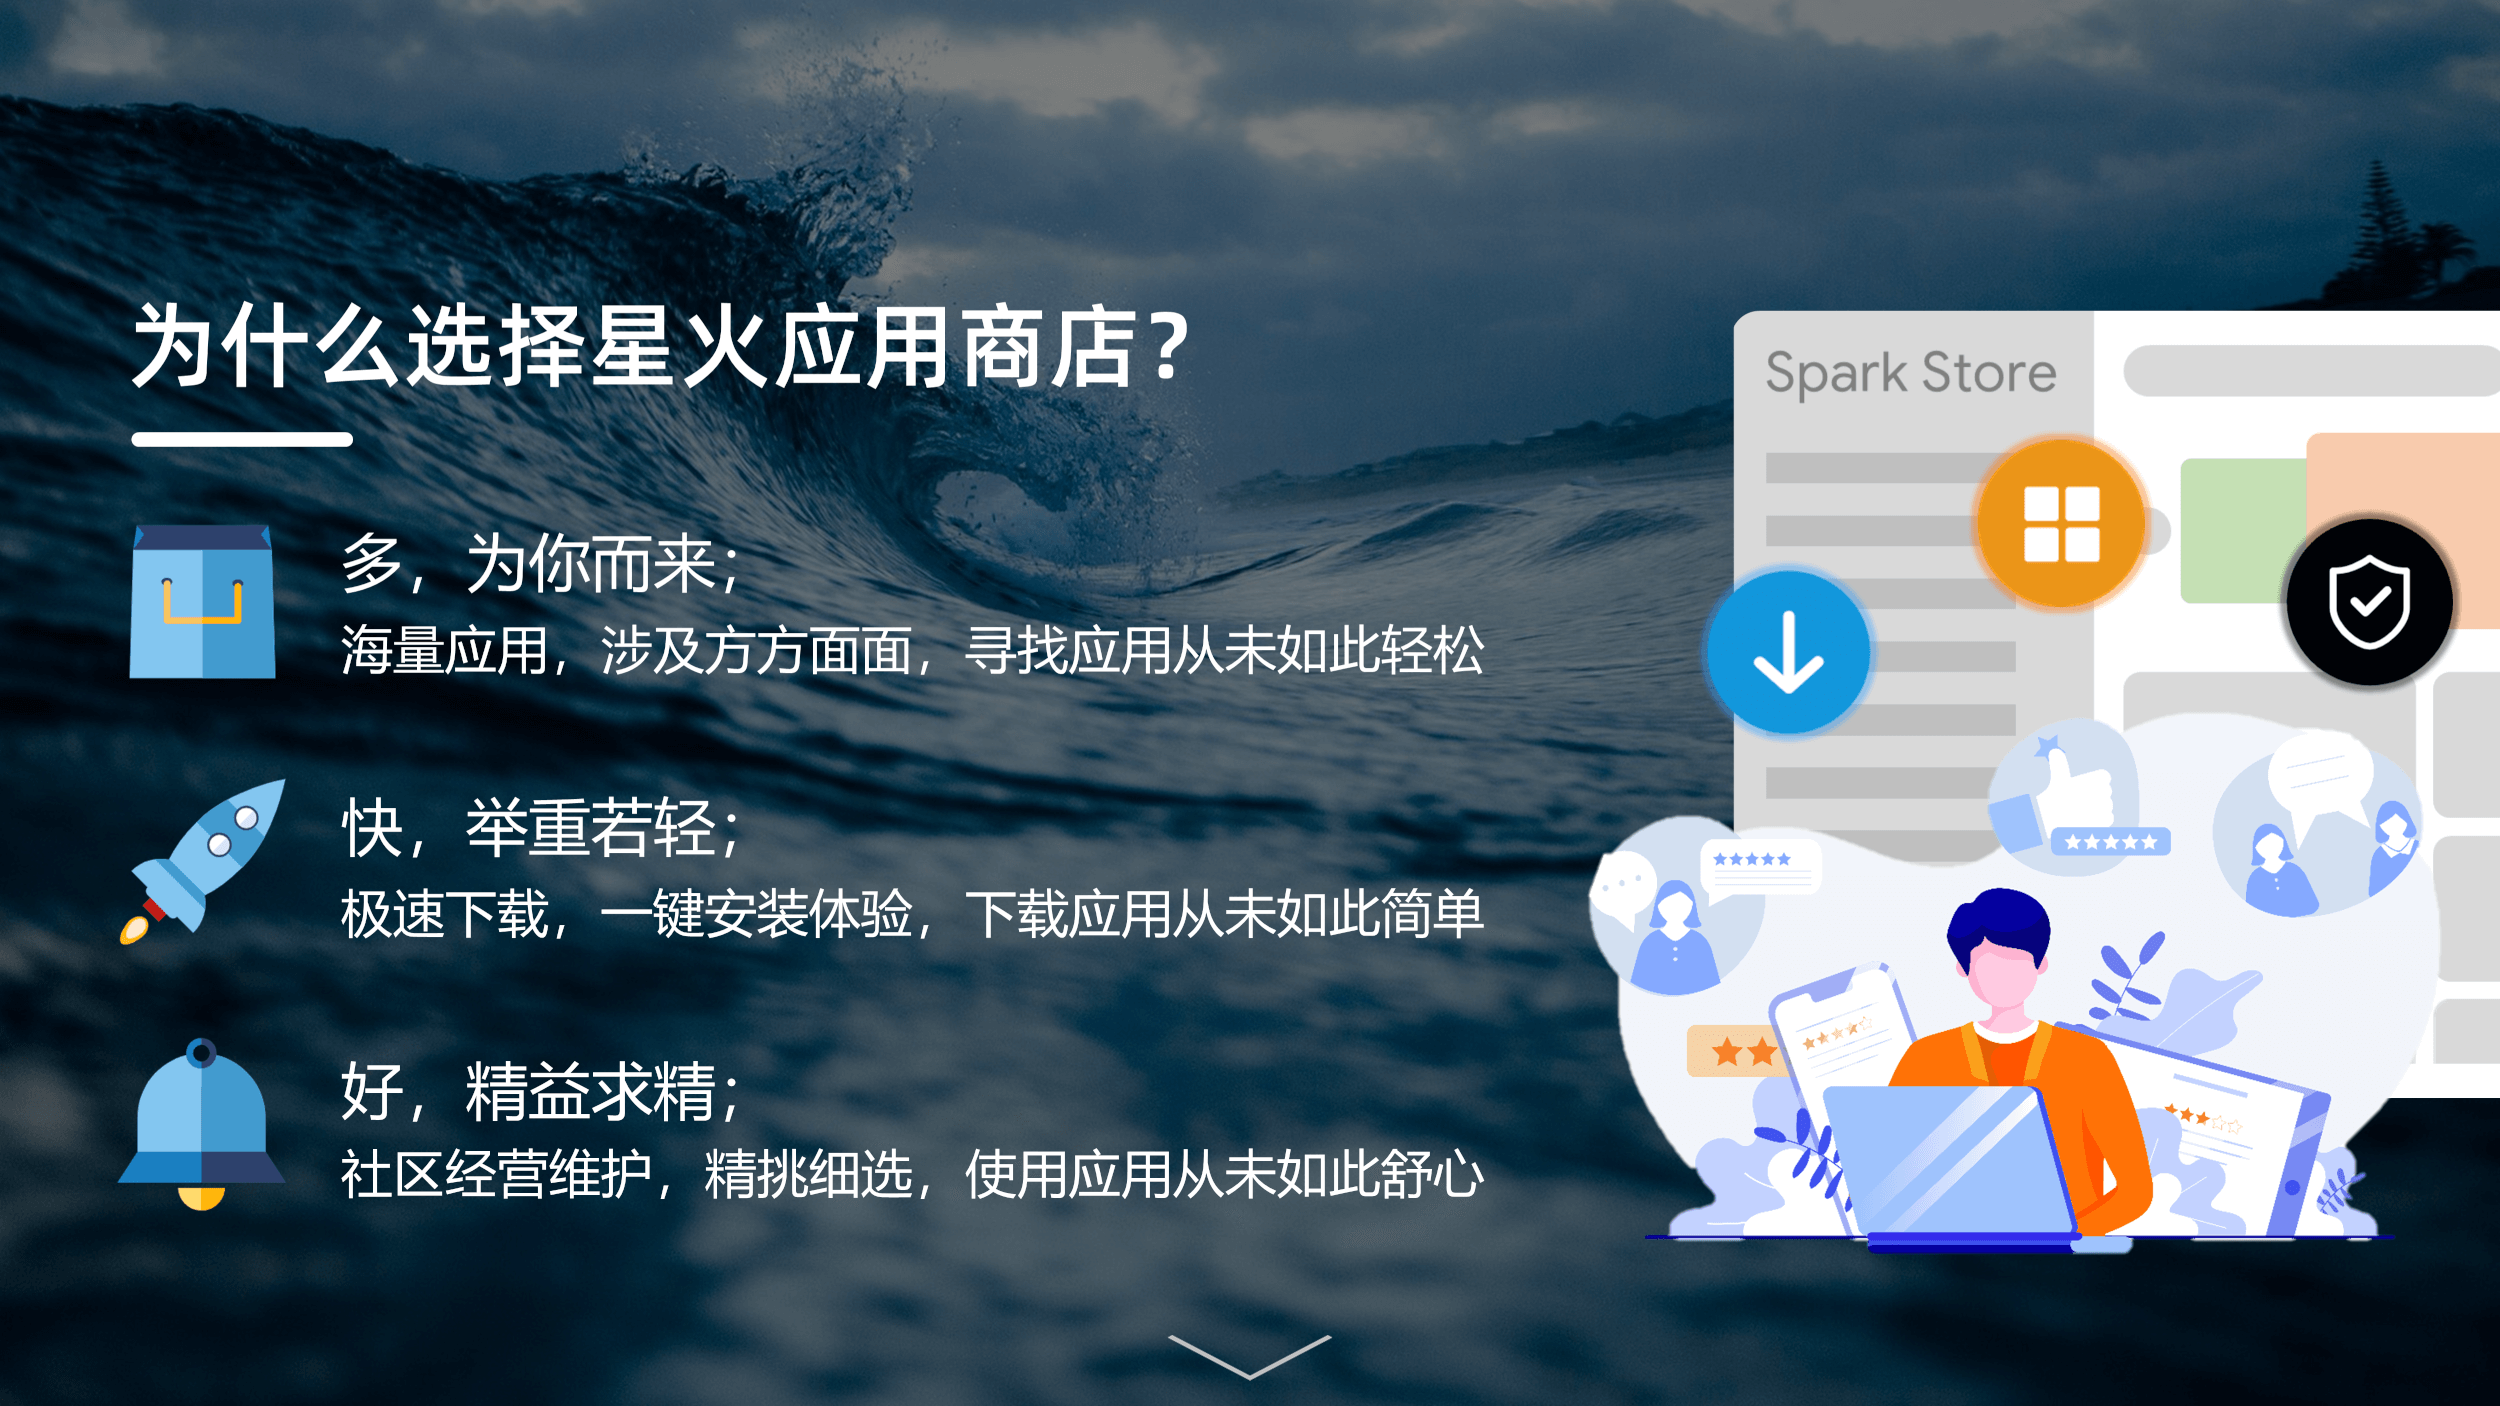 为什么选择星火应用商店？
多，为你而来；
海量应用，涉及方方面面，寻找应用从未如此轻松
快，举重若轻；
极速下载，一键安装体验，下载应用从未如此简单
好，精益求精；
社区经营维护，精挑细选，使用应用从未如此舒心
Spark Store